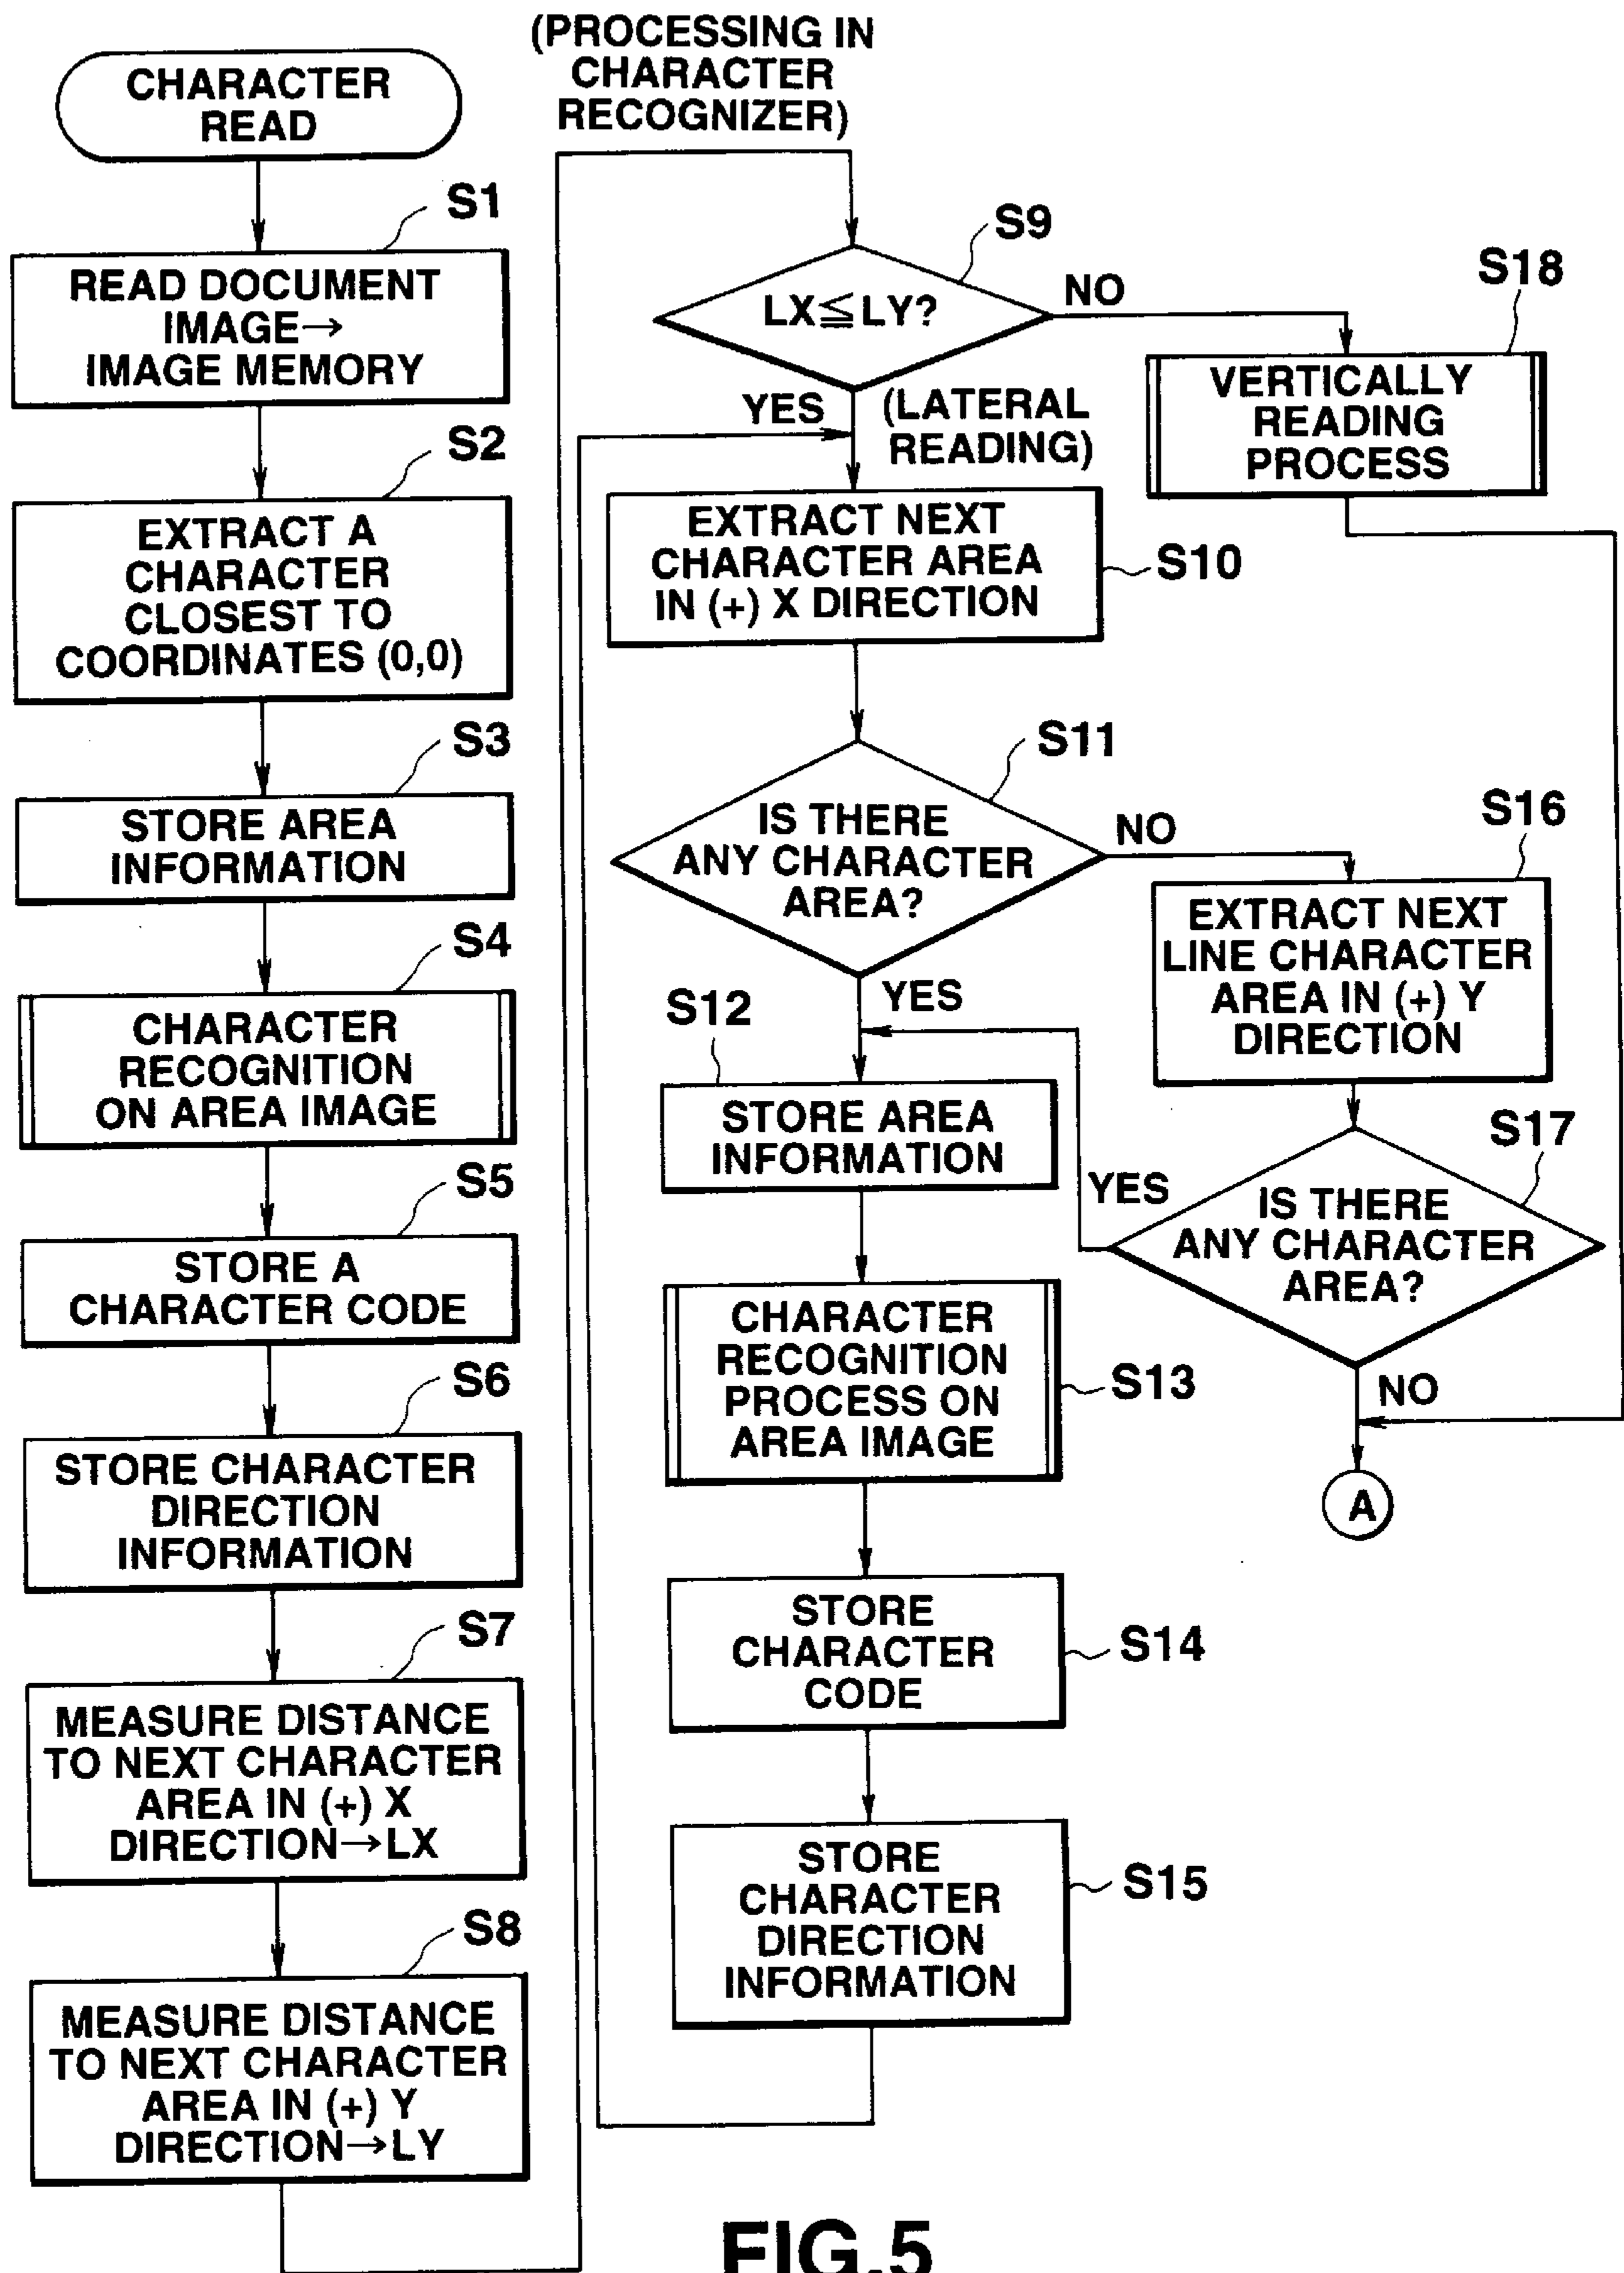 CHARACTER
READ
S1
READ DOCUMENT
IMAGE→
IMAGE MEMORY
S2
EXTRACT A
CHARACTER
CLOSEST TO
COORDINATES (0,0)
S3
STORE AREA
INFORMATION
S4
CHARACTER
RECOGNITION
ON AREA IMAGE
S5
STORE A
CHARACTER CODE
S6
STORE CHARACTER
DIRECTION
INFORMATION
S7
MEASURE DISTANCE
TO NEXT CHARACTER
AREA IN (+) X
DIRECTION→LX
S8
MEASURE DISTANCE
TO NEXT CHARACTER
AREA IN (+) Y
DIRECTION→LY
(PROCESSING IN
CHARACTER
RECOGNIZER)
S9
LX≦LY?
NO
YES
(LATERAL
READING)
S18
VERTICALLY
READING
PROCESS
EXTRACT NEXT
CHARACTER AREA
IN (+) X DIRECTION
S10
S11
IS THERE
ANY CHARACTER
AREA?
NO
YES
S16
EXTRACT NEXT
LINE CHARACTER
AREA IN (+) Y
DIRECTION
S12
STORE AREA
INFORMATION
S17
IS THERE
ANY CHARACTER
AREA?
YES
NO
A
CHARACTER
RECOGNITION
PROCESS ON
AREA IMAGE
S13
STORE
CHARACTER
CODE
S14
STORE
CHARACTER
DIRECTION
INFORMATION
S15
FIG.5